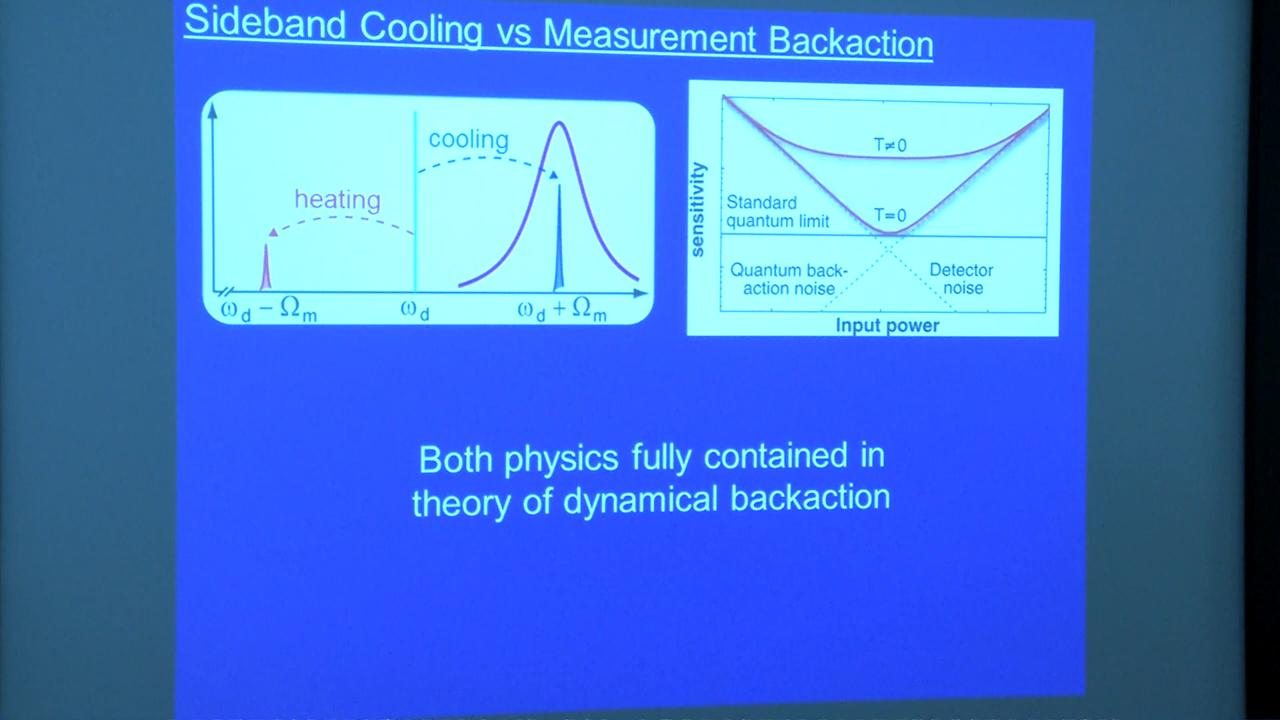 Sideband Cooling vs Measurement Backaction
cooling
heating
ω_d − Ω_m
ω_d
ω_d + Ω_m
sensitivity
T≠0
T=0
Standard
quantum limit
Quantum back-
action noise
Detector
noise
Input power
Both physics fully contained in
theory of dynamical backaction